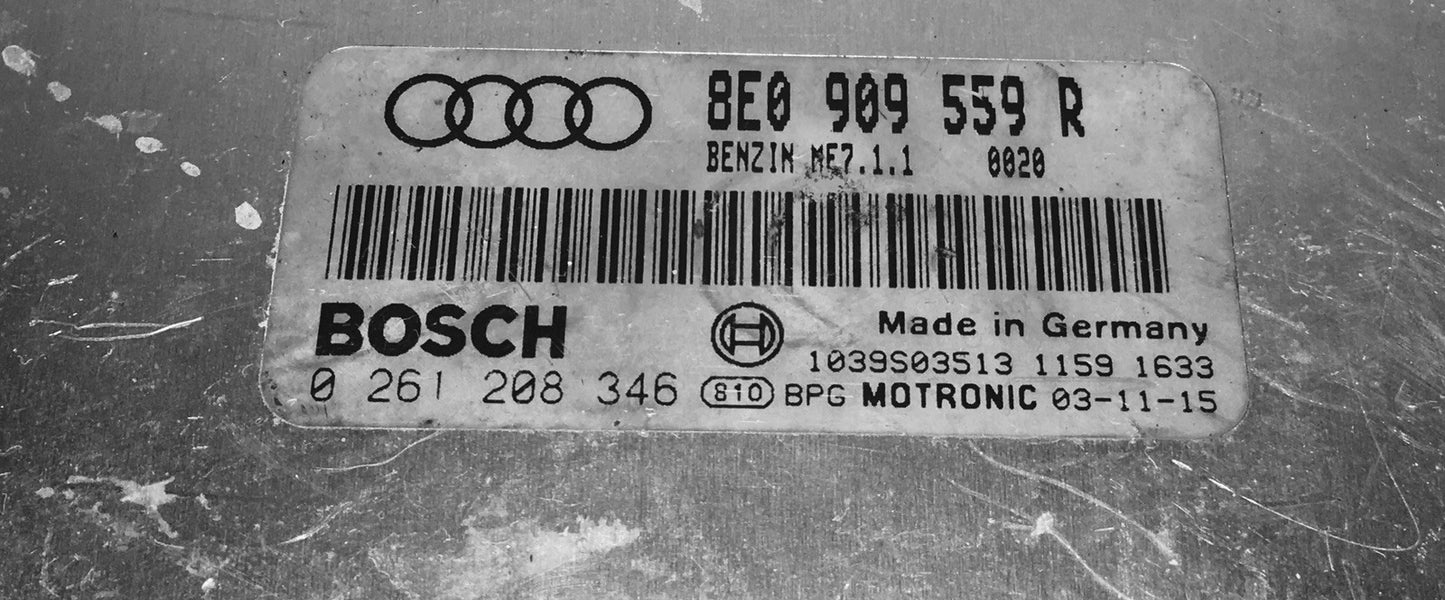 8E0 909 559 R
BENZIN ME7.1.1 0020
BOSCH
Made in Germany
1039S03513 1159 1633
0 261 208 346 810 BPG MOTRONIC 03-11-15